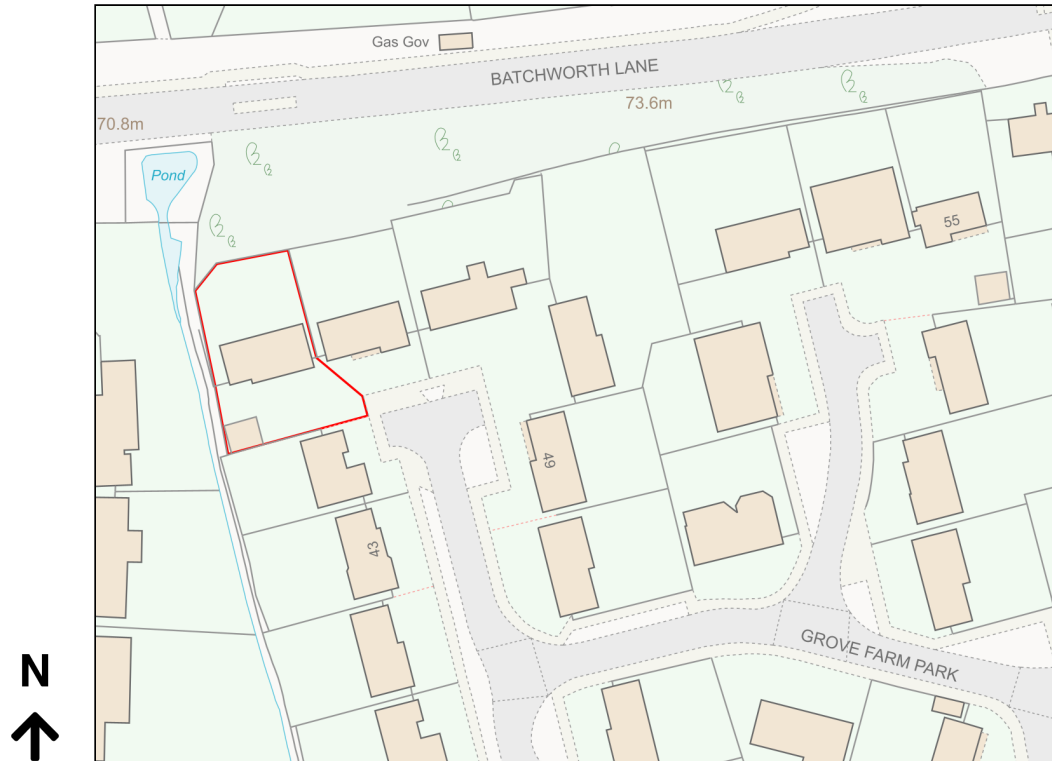 Gas Gov
BATCHWORTH LANE
73.6m
70.8m
Pond
55
49
43
GROVE FARM PARK
N